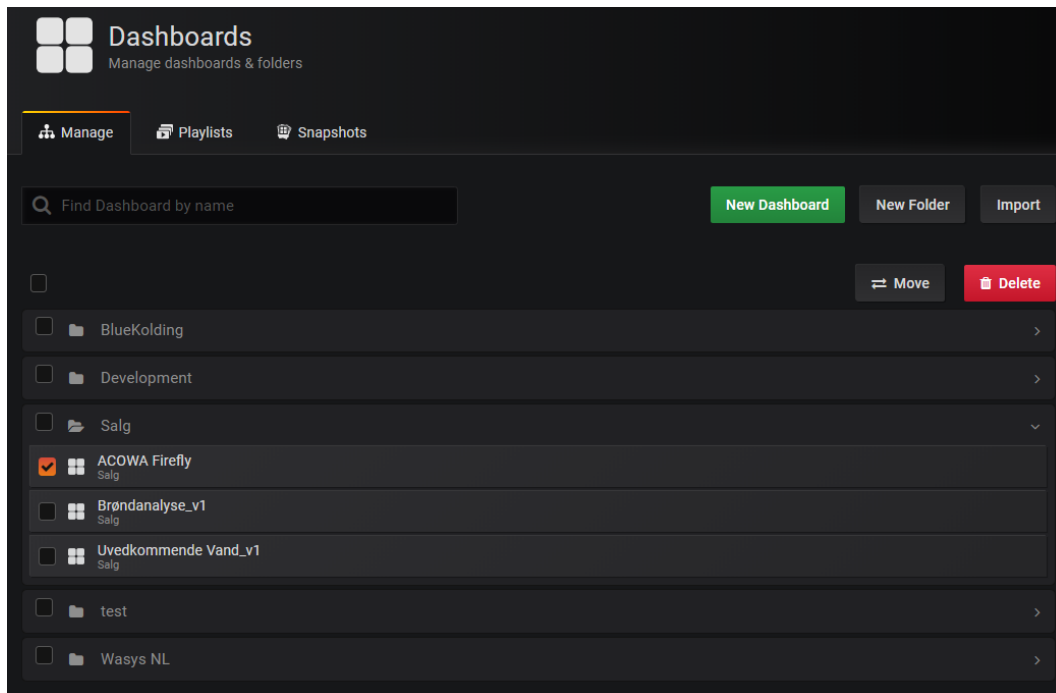 Dashboards
Manage dashboards & folders
Manage Playlists Snapshots
Find Dashboard by name New Dashboard New Folder Import
Move Delete
BlueKolding
Development
Salg
ACOWA Firefly
Salg
Brøndanalyse_v1
Salg
Uvedkommende Vand_v1
Salg
test
Wasys NL